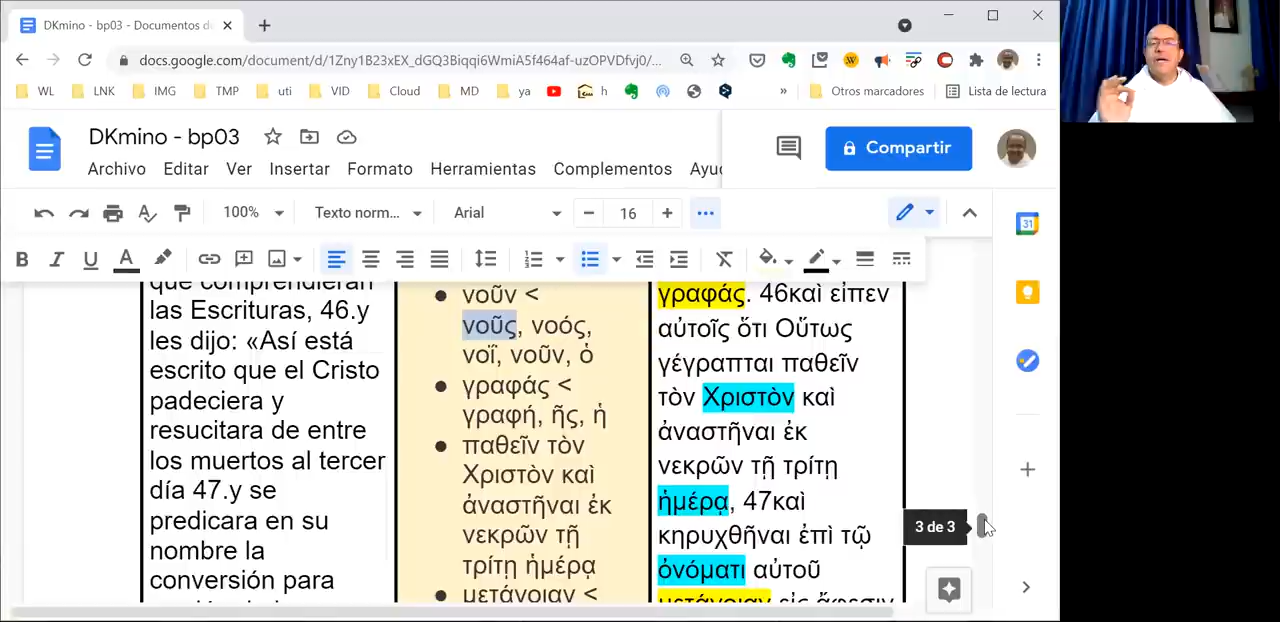 DKmino - bp03 - Documentos d
docs.google.com/document/d/1Zny1B23xEX_dGQ3Biqqi6WmiA5f464af-uzOPVDfvj0/...
WL LNK IMG TMP uti VID Cloud MD ya h » Otros marcadores Lista de lectura
DKmino - bp03
Compartir
Archivo Editar Ver Insertar Formato Herramientas Complementos Ayu
100% Texto norm... Arial 16
B I U A
31
que comprendieran
las Escrituras, 46.y
les dijo: «Así está
escrito que el Cristo
padeciera y
resucitara de entre
los muertos al tercer
día 47.y se
predicara en su
nombre la
conversión para
● νοῦν <
νοῦς, νοός,
νοΐ, νοῦν, ὁ
● γραφάς <
γραφή, ῆς, ἡ
● παθεῖν τὸν
Χριστὸν καὶ
ἀναστῆναι ἐκ
νεκρῶν τῇ
τρίτῃ ἡμέρᾳ
● μετάνοιαν <
γραφάς. 46καὶ εἶπεν
αὐτοῖς ὅτι Οὕτως
γέγραπται παθεῖν
τὸν Χριστὸν καὶ
ἀναστῆναι ἐκ
νεκρῶν τῇ τρίτῃ
ἡμέρᾳ, 47καὶ
κηρυχθῆναι ἐπὶ τῷ
ὀνόματι αὐτοῦ
μετάνοιαν εἰς ἄφεσιν
3 de 3